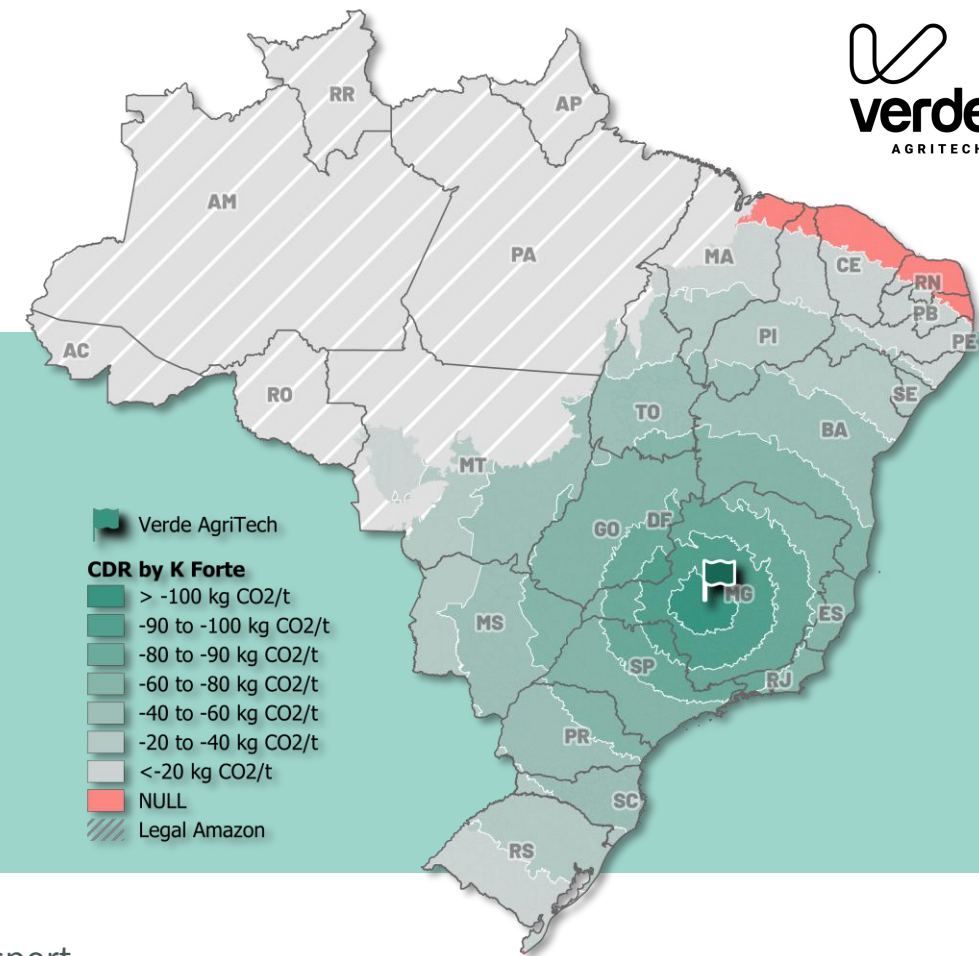 verde
AGRITECH
RR
AP
AM
PA
MA
CE
RN
PB
PE
PI
AC
RO
SE
TO
BA
MT
GO
DF
MG
ES
MS
SP
RJ
PR
SC
RS
Verde AgriTech
CDR by K Forte
> -100 kg CO2/t
-90 to -100 kg CO2/t
-80 to -90 kg CO2/t
-60 to -80 kg CO2/t
-40 to -60 kg CO2/t
-20 to -40 kg CO2/t
<-20 kg CO2/t
NULL
Legal Amazon